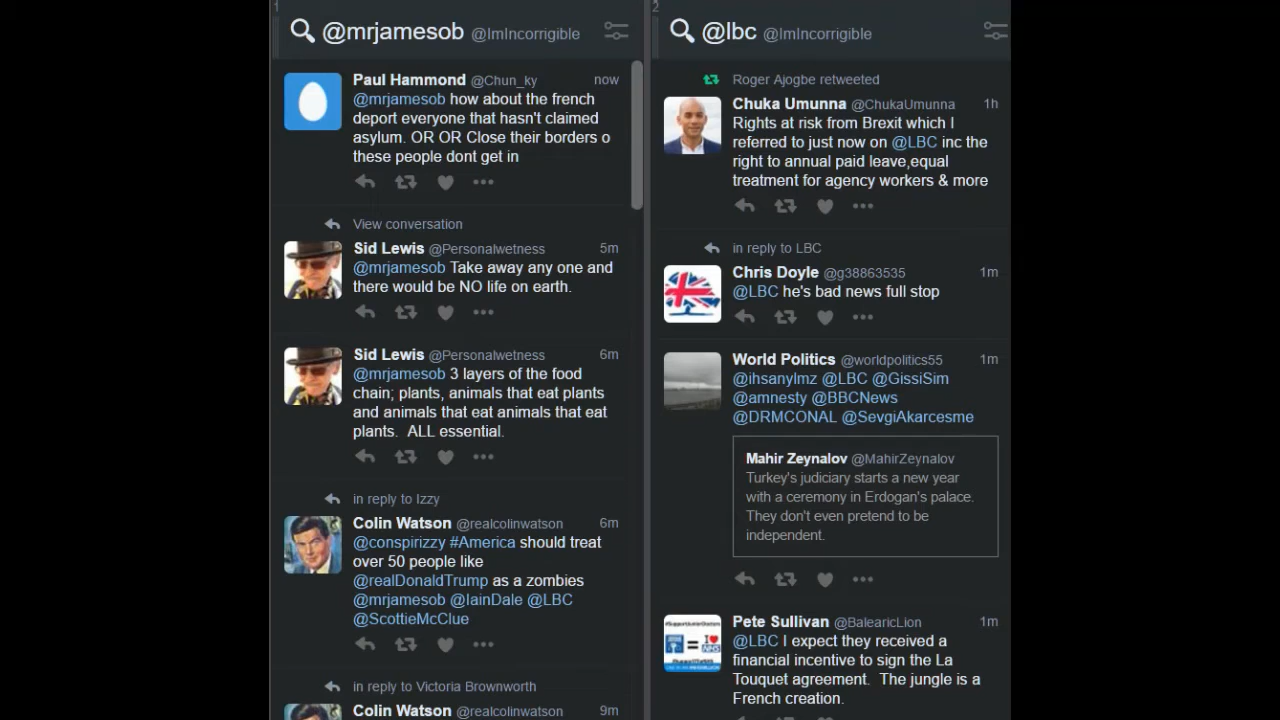 1
@mrjamesob @ImIncorrigible
Paul Hammond @Chun_ky now
@mrjamesob how about the french
deport everyone that hasn't claimed
asylum. OR OR Close their borders o
these people dont get in
View conversation
Sid Lewis @Personalwetness 5m
@mrjamesob Take away any one and
there would be NO life on earth.
Sid Lewis @Personalwetness 6m
@mrjamesob 3 layers of the food
chain; plants, animals that eat plants
and animals that eat animals that eat
plants. ALL essential.
in reply to Izzy
Colin Watson @realcolinwatson 6m
@conspirizzy #America should treat
over 50 people like
@realDonaldTrump as a zombies
@mrjamesob @IainDale @LBC
@ScottieMcClue
in reply to Victoria Brownworth
Colin Watson @realcolinwatson 9m
2
@lbc @ImIncorrigible
Roger Ajogbe retweeted
Chuka Umunna @ChukaUmunna 1h
Rights at risk from Brexit which I
referred to just now on @LBC inc the
right to annual paid leave,equal
treatment for agency workers & more
in reply to LBC
Chris Doyle @g38863535 1m
@LBC he's bad news full stop
World Politics @worldpolitics55 1m
@ihsanylmz @LBC @GissiSim
@amnesty @BBCNews
@DRMCONAL @SevgiAkarcesme
Mahir Zeynalov @MahirZeynalov
Turkey's judiciary starts a new year
with a ceremony in Erdogan's palace.
They don't even pretend to be
independent.
Pete Sullivan @BalearicLion 1m
@LBC I expect they received a
financial incentive to sign the La
Touquet agreement. The jungle is a
French creation.